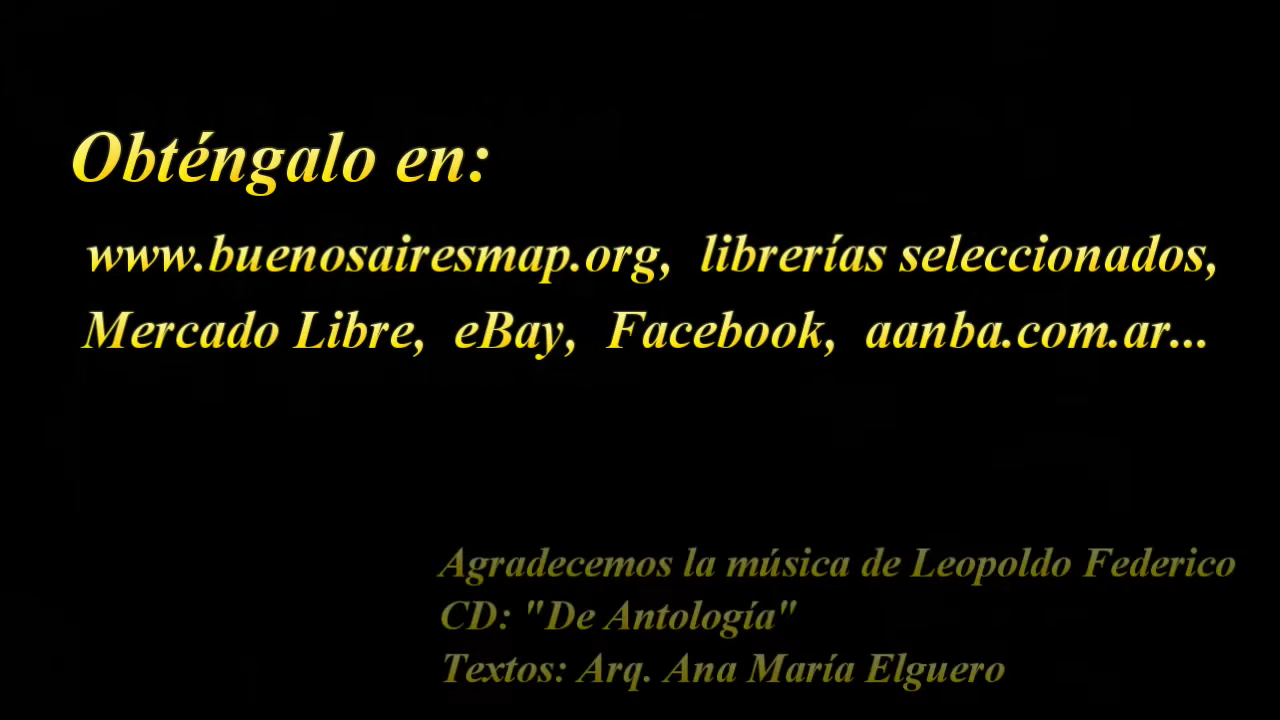 Obténgalo en:
www.buenosairesmap.org, librerías seleccionados,
Mercado Libre, eBay, Facebook, aanba.com.ar...
Agradecemos la música de Leopoldo Federico
CD: "De Antología"
Textos: Arq. Ana María Elguero